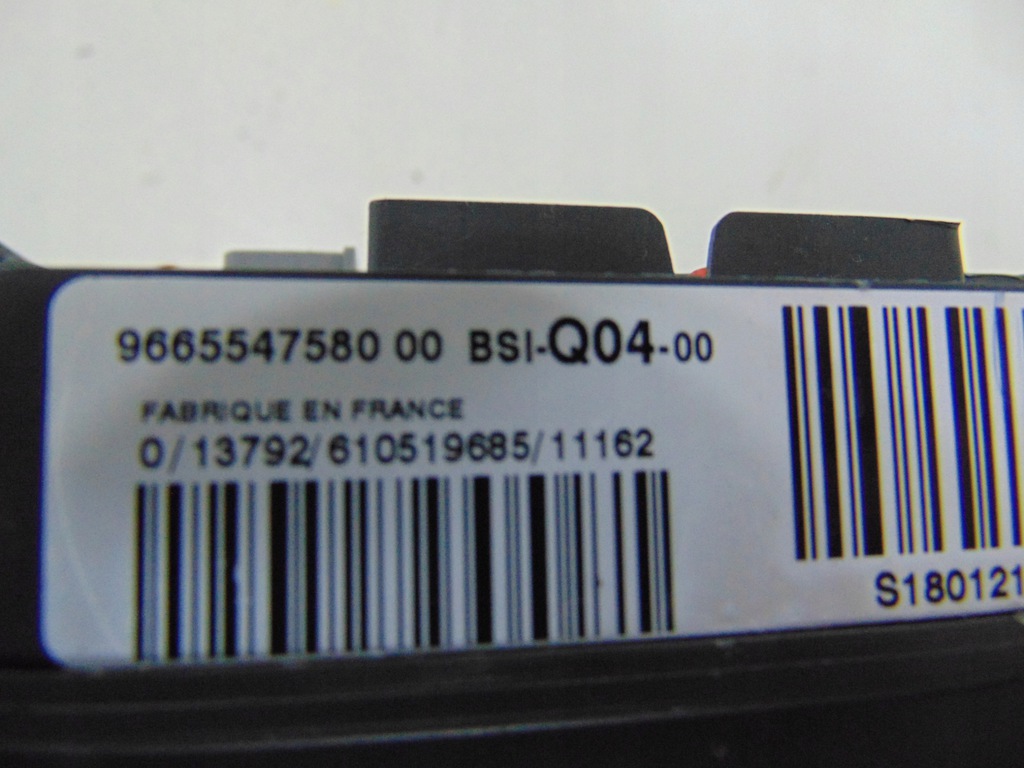 9665547580 00 BSI-Q04-00
FABRIQUE EN FRANCE
0/13792/610519685/11162
S180121